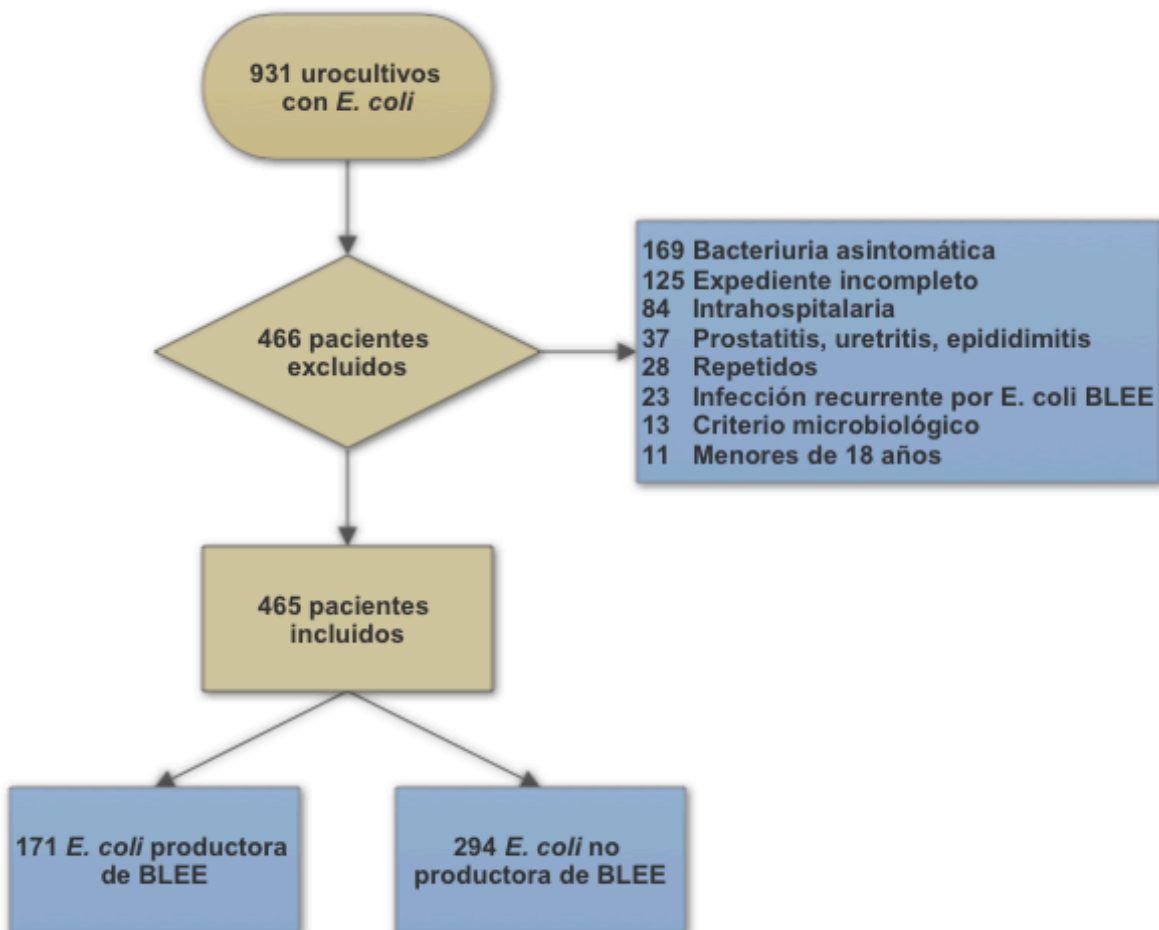 931 urocultivos
con E. coli
466 pacientes
excluidos
169 Bacteriuria asintomática
125 Expediente incompleto
84 Intrahospitalaria
37 Prostatitis, uretritis, epididimitis
28 Repetidos
23 Infección recurrente por E. coli BLEE
13 Criterio microbiológico
11 Menores de 18 años
465 pacientes
incluidos
171 E. coli productora
de BLEE
294 E. coli no
productora de BLEE